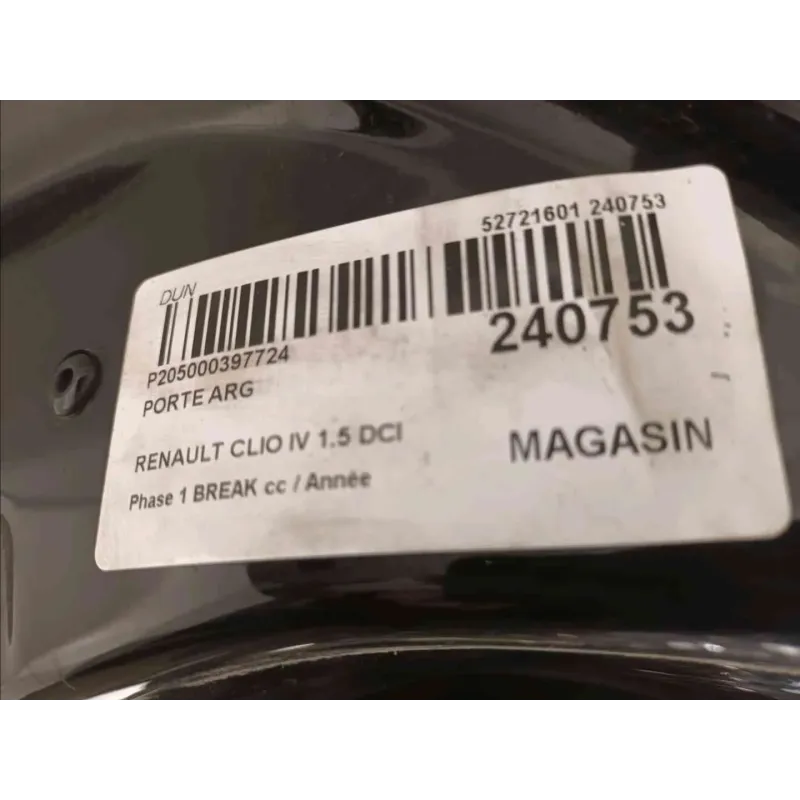 52721601 240753
DUN
P205000397724
240753
PORTE ARG
RENAULT CLIO IV 1.5 DCI
MAGASIN
Phase 1 BREAK cc / Année